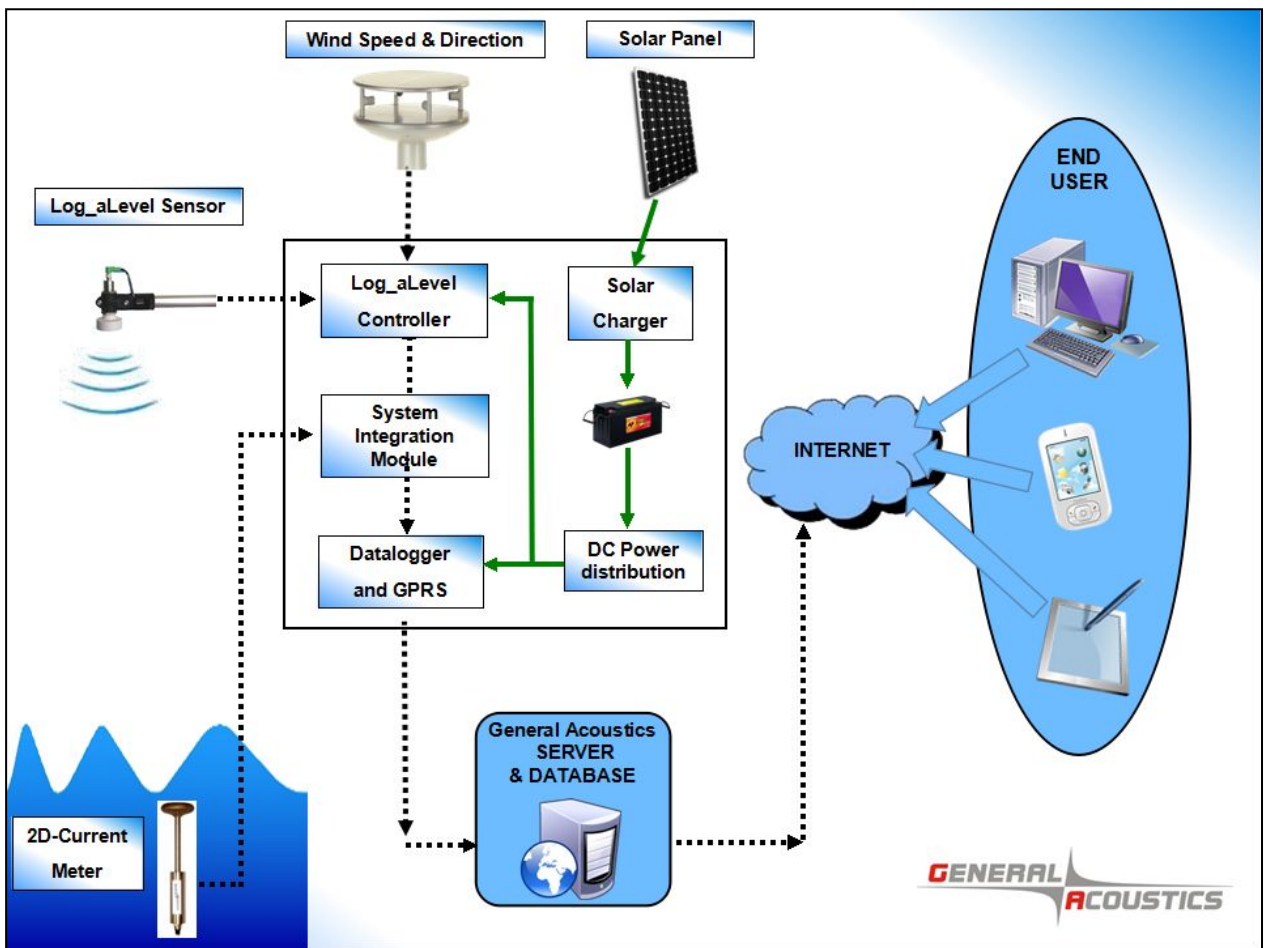 Wind Speed & Direction
Solar Panel
END
USER
Log_aLevel Sensor
Log_aLevel
Controller
Solar
Charger
System
Integration
Module
INTERNET
Datalogger
and GPRS
DC Power
distribution
General Acoustics
SERVER
& DATABASE
2D-Current
Meter
GENERAL
ACOUSTICS